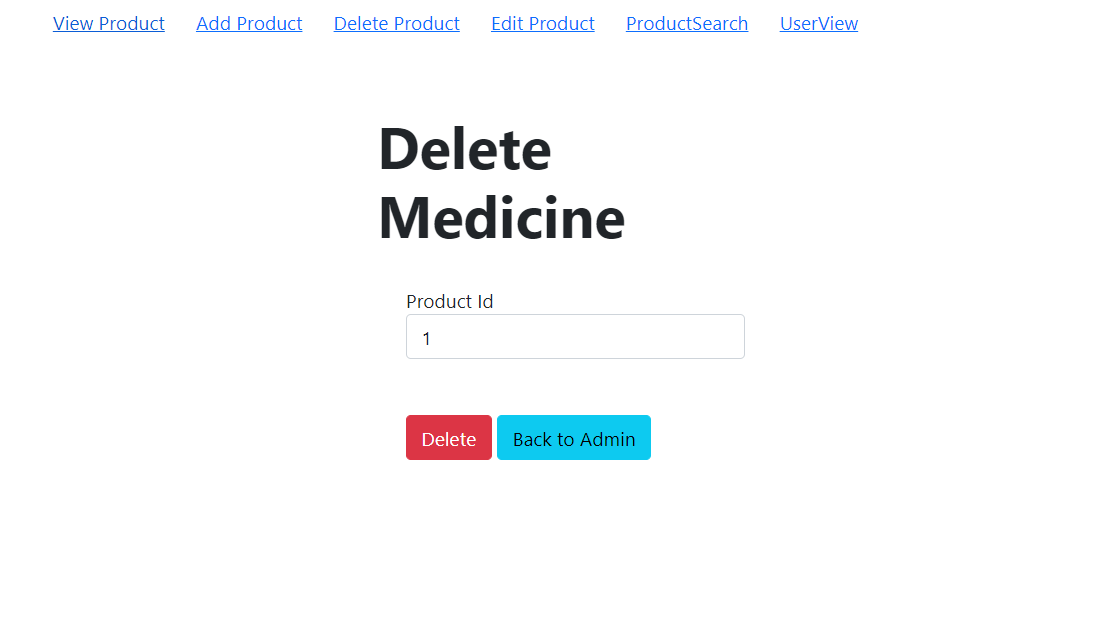 View Product Add Product Delete Product Edit Product ProductSearch UserView
Delete
Medicine
Product Id
1
Delete Back to Admin